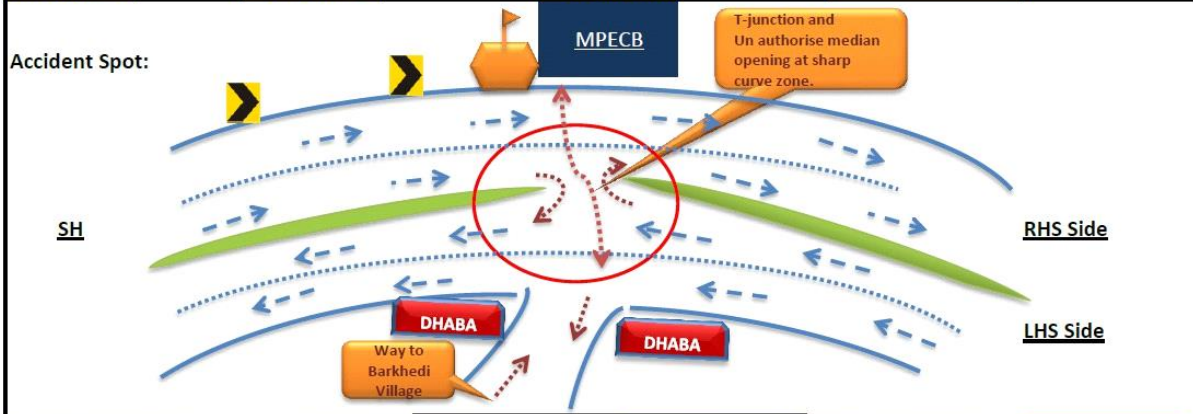 MPECB
T-junction and
Un authorise median
opening at sharp
curve zone.
Accident Spot:
SH
RHS Side
LHS Side
DHABA
DHABA
Way to
Barkhedi
Village